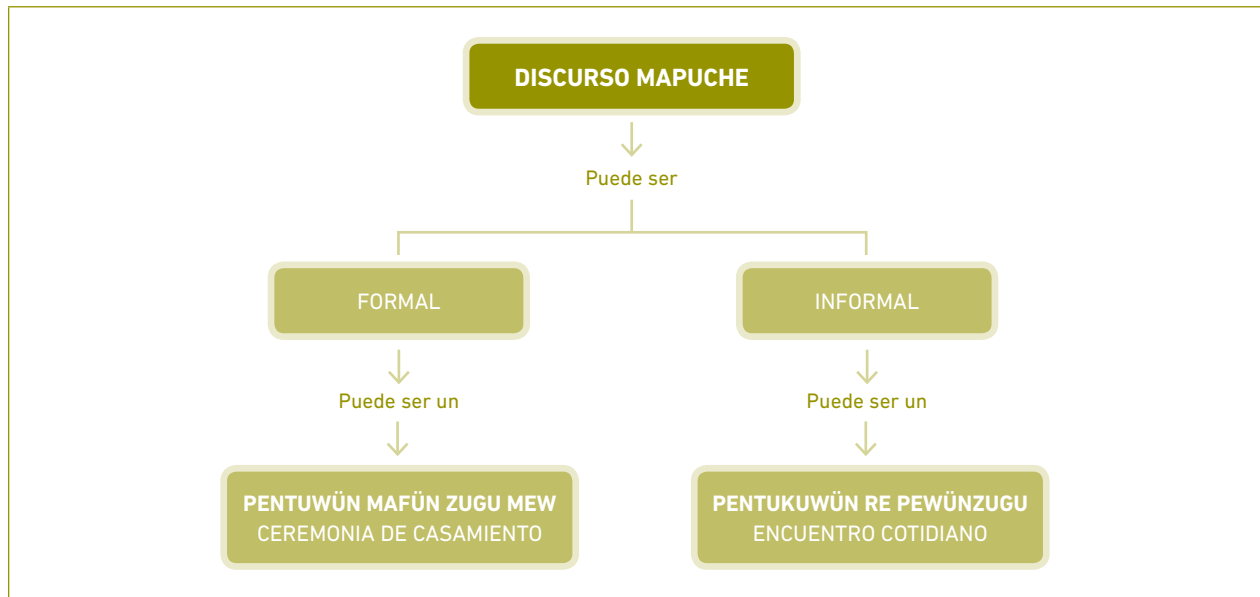 DISCURSO MAPUCHE
Puede ser
FORMAL
INFORMAL
Puede ser un
Puede ser un
PENTUWÜN MAFÜN ZUGU MEW
CEREMONIA DE CASAMIENTO
PENTUKUWÜN RE PEWÜNZUGU
ENCUENTRO COTIDIANO